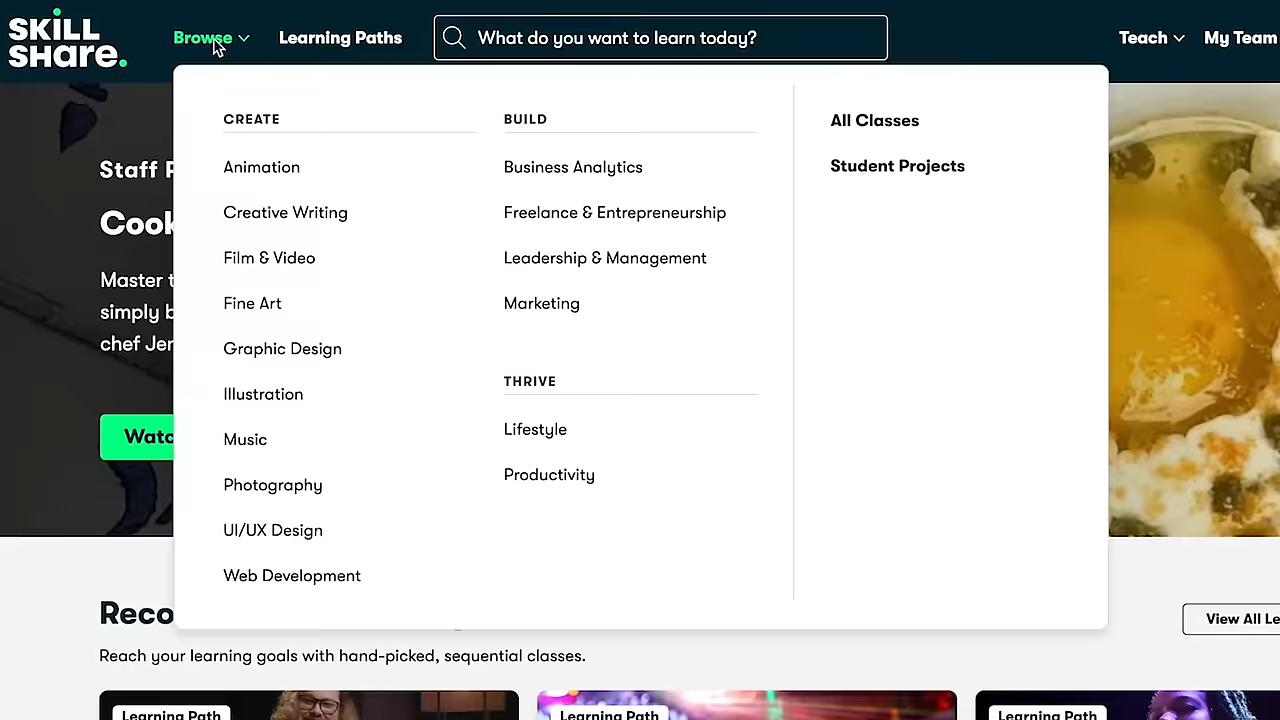 SKILL
SHARE.
Browse
Learning Paths
What do you want to learn today?
Teach
My Team
CREATE
Animation
Creative Writing
Film & Video
Fine Art
Graphic Design
Illustration
Music
Photography
UI/UX Design
Web Development
BUILD
Business Analytics
Freelance & Entrepreneurship
Leadership & Management
Marketing
THRIVE
Lifestyle
Productivity
All Classes
Student Projects
Staff
Master
simply
chef
View All
Reach your learning goals with hand-picked, sequential classes.
Learning Path
Learning Path
Learning Path